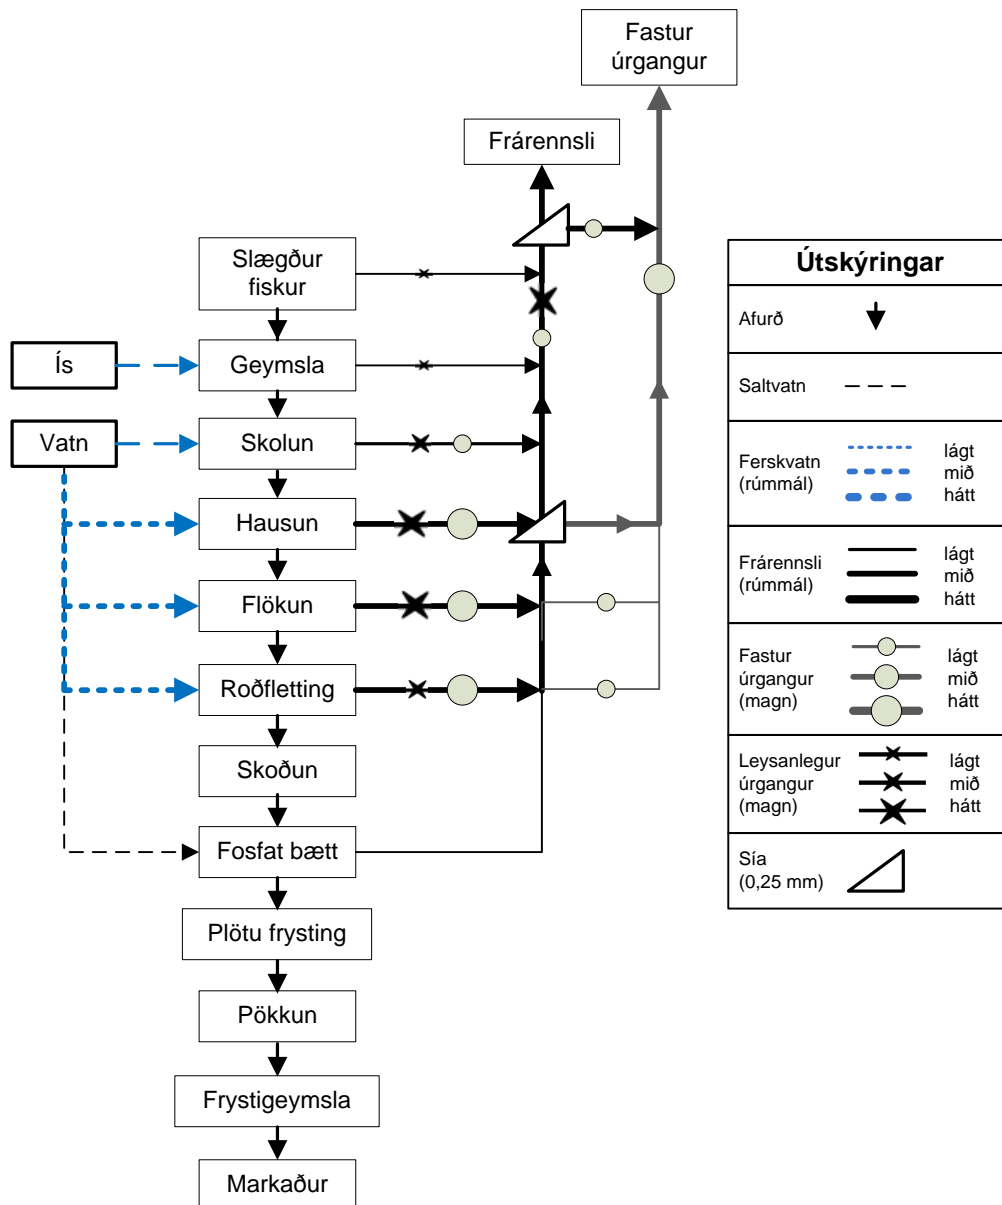 Fastur
úrgangur
Frárennsli
Slægður
fiskur
Ís
Geymsla
Vatn
Skolun
Hausun
Flökun
Roðfletting
Skoðun
Fosfat bætt
Plötu frysting
Pökkun
Frystigeymsla
Markaður
Útskýringar
Afurð
Saltvatn
Ferskvatn
(rúmmál)
lágt
mið
hátt
Frárennsli
(rúmmál)
lágt
mið
hátt
Fastur
úrgangur
(magn)
lágt
mið
hátt
Leysanlegur
úrgangur
(magn)
lágt
mið
hátt
Sía
(0,25 mm)